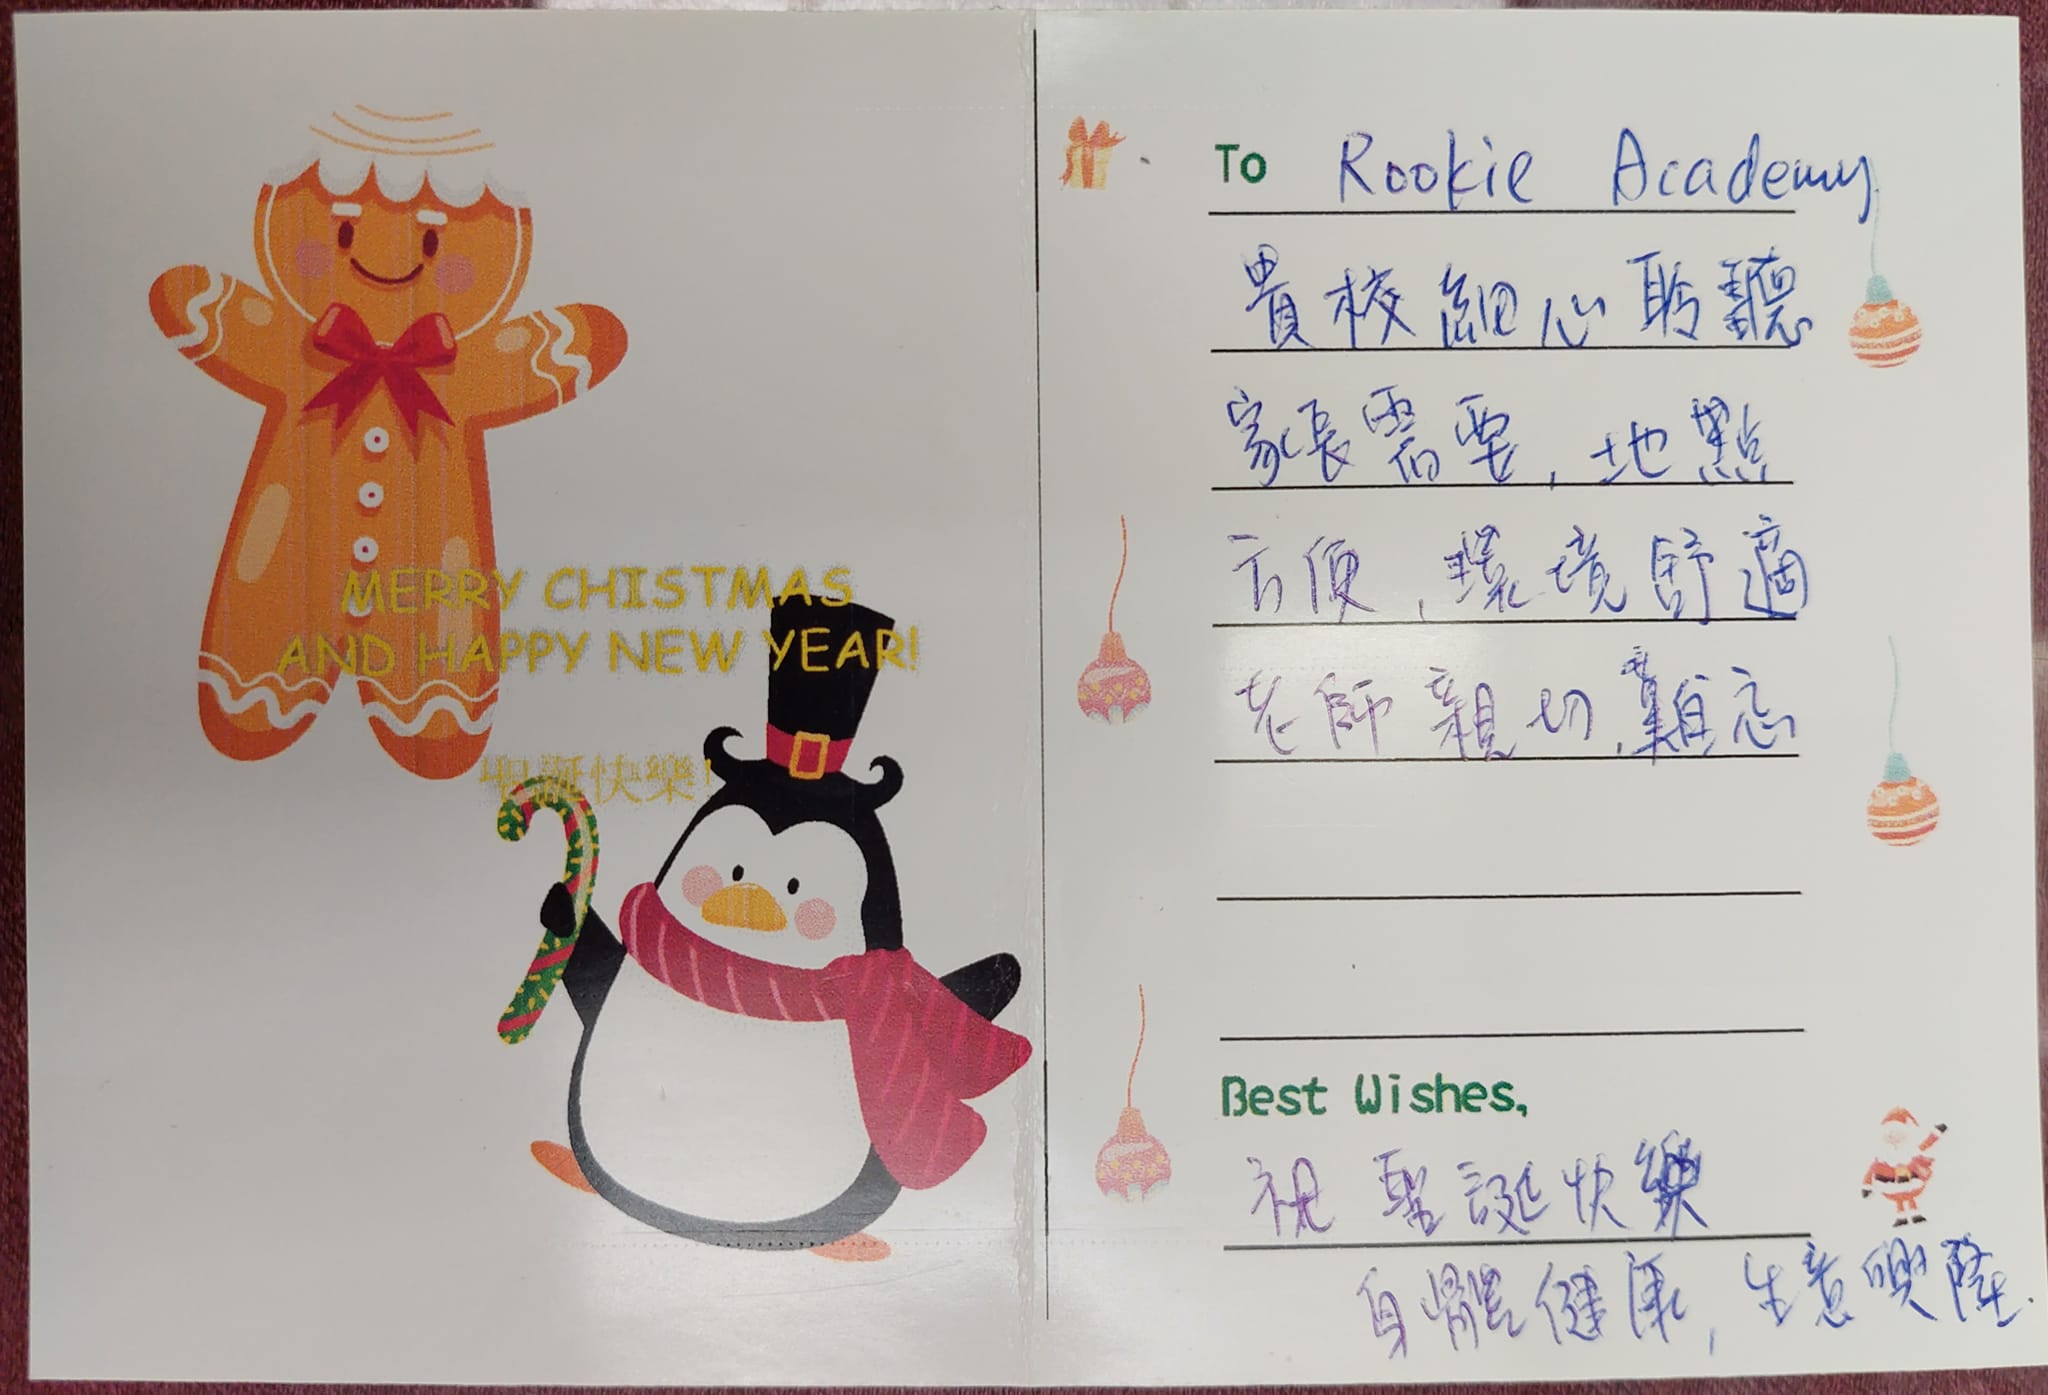 MERRY CHISTMAS
AND HAPPY NEW YEAR!
聖誕快樂!
To Rookie Academy
貴校細心聆聽
家長需要,地點
方便,環境舒適
老師親切,難忘
Best Wishes,
祝 聖誕快樂
身體健康,生意興隆.